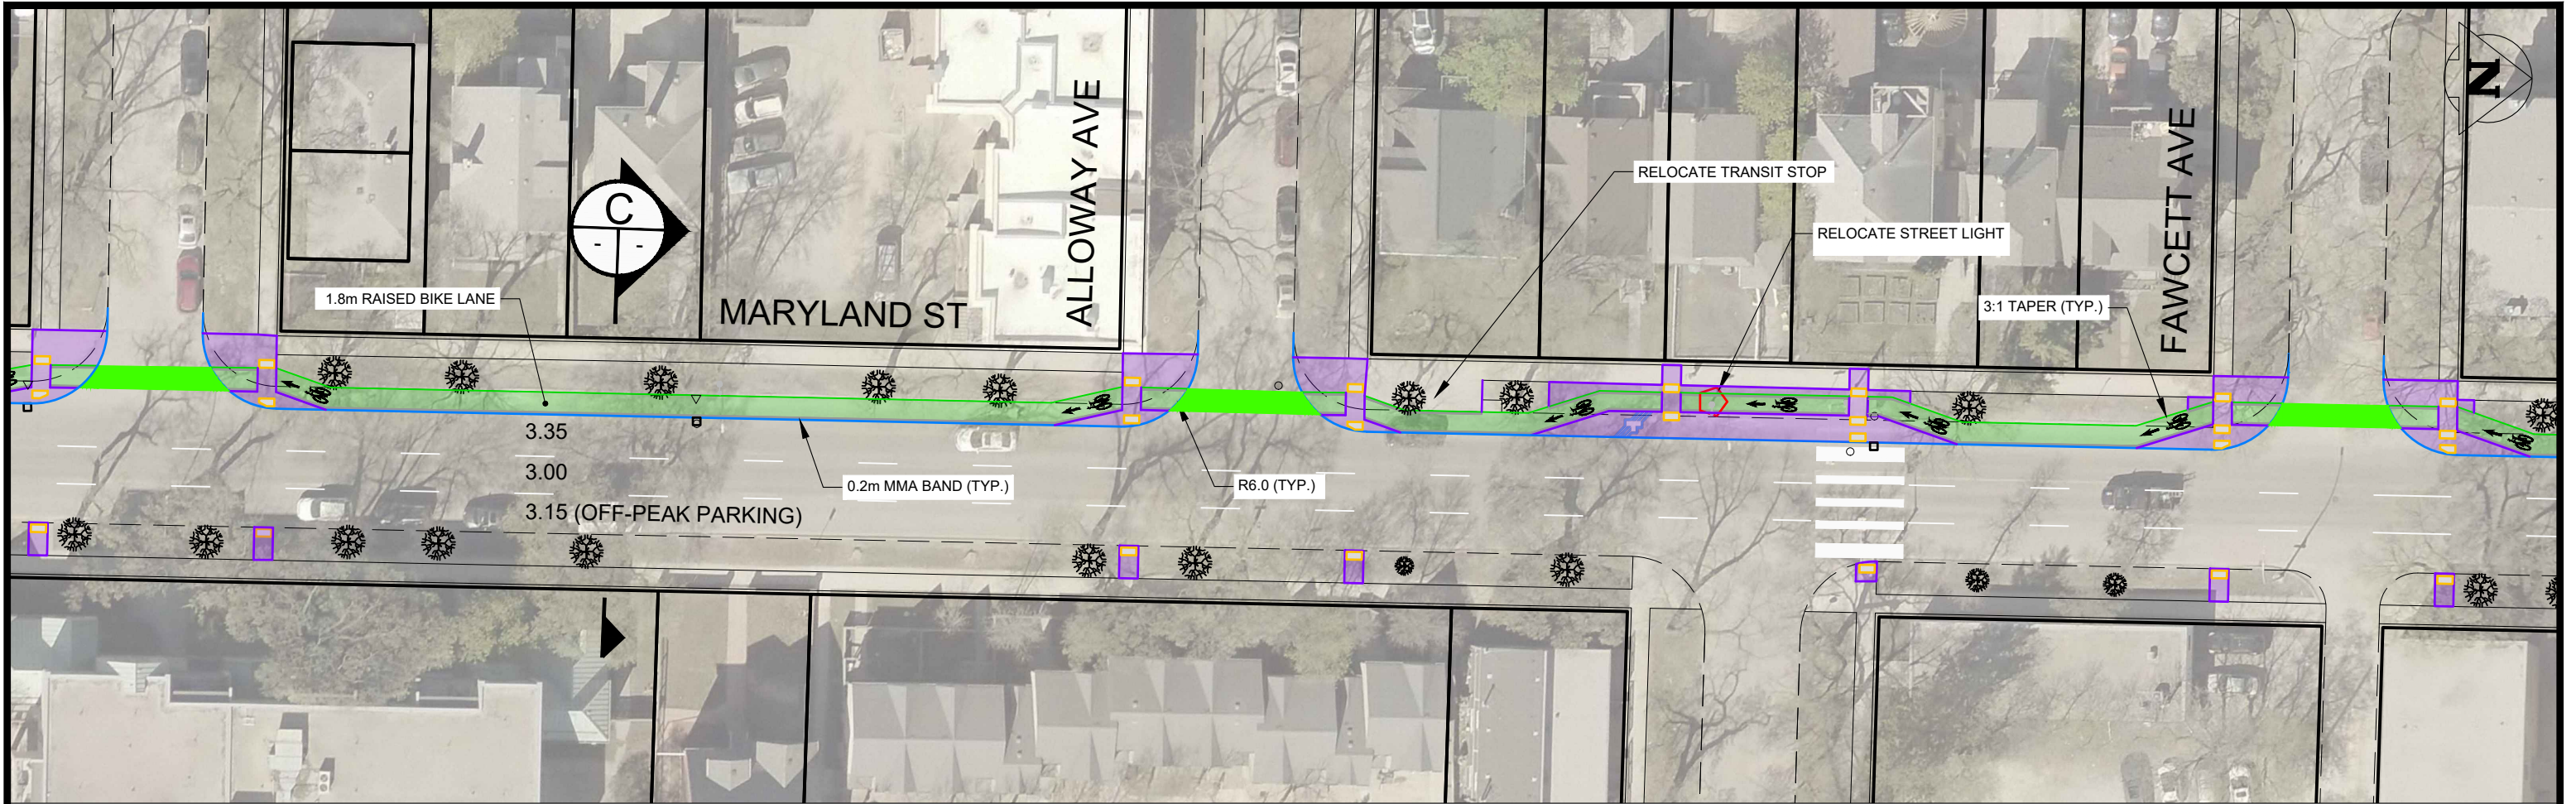 N
RELOCATE TRANSIT STOP
C
- -
RELOCATE STREET LIGHT
ALLOWAY AVE
1.8m RAISED BIKE LANE
MARYLAND ST
3:1 TAPER (TYP.)
FAWCETT AVE
3.35
3.00
0.2m MMA BAND (TYP.)
R6.0 (TYP.)
3.15 (OFF-PEAK PARKING)
T